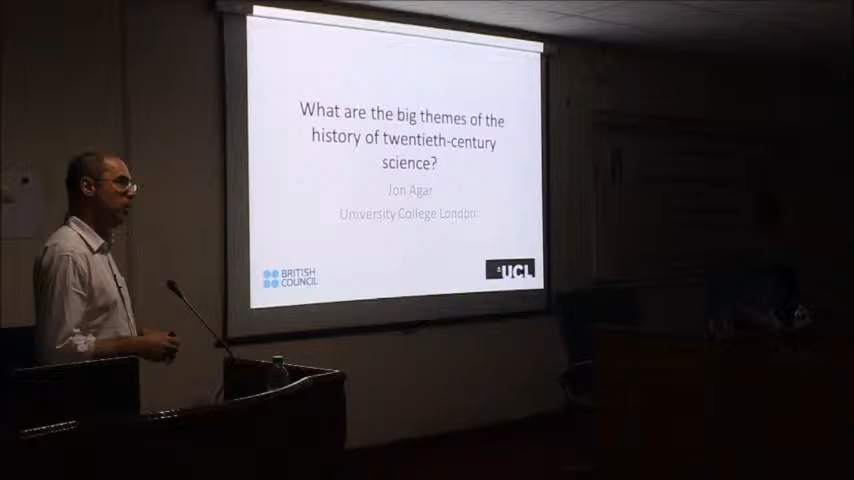 What are the big themes of the
history of twentieth-century
science?
Jon Agar
University College London
BRITISH
COUNCIL
UCL